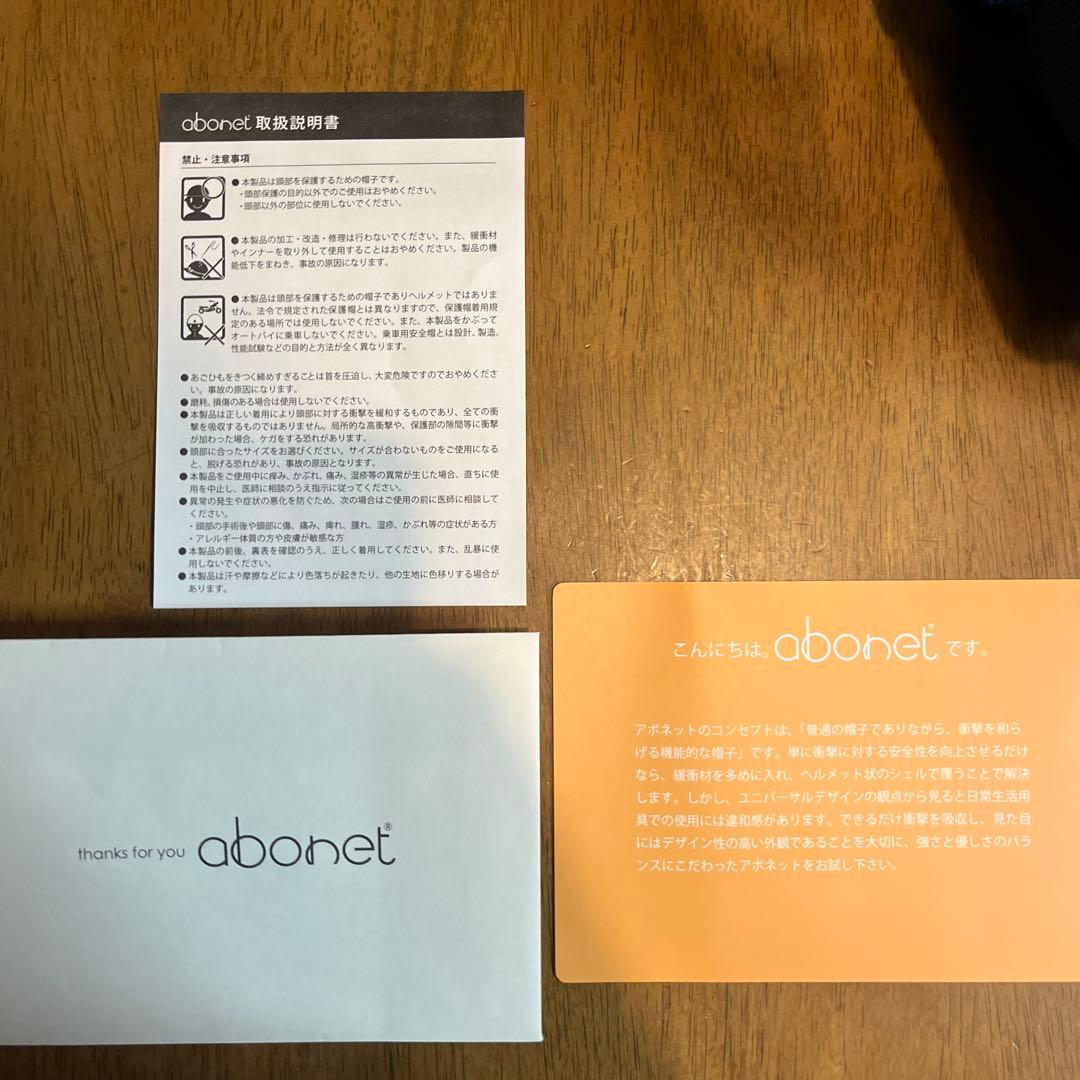 abonet 取扱説明書
禁止・注意事項
●本製品は頭部を保護するための帽子です。
・頭部保護の目的以外でのご使用はおやめください。
・頭部以外の部位に使用しないでください。
●本製品の加工・改造・修理は行わないでください。また、緩衝材
やインナーを取り外して使用することはおやめください。製品の機
能低下をまねき、事故の原因になります。
●本製品は頭部を保護するための帽子でありヘルメットではありま
せん。法令で規定された保護帽とは異なりますので、保護帽着用規
定のある場所では使用しないでください。また、本製品をかぶって
オートバイに乗車しないでください。乗車用安全帽とは設計、製造、
性能試験などの目的と方法が全く異なります。
●あごひもをきつく締めすぎることは首を圧迫し、大変危険ですのでおやめくださ
い。事故の原因になります。
●磨耗、損傷のある場合は使用しないでください。
●本製品は正しい着用により頭部に対する衝撃を緩和するものであり、全ての衝
撃を吸収するものではありません。局所的な高衝撃や、保護部の隙間等に衝撃
が加わった場合、ケガをする恐れがあります。
●頭部に合ったサイズをお選びください。サイズが合わないものをご使用になる
と、脱げる恐れがあり、事故の原因となります。
●本製品をご使用中に痒み、かぶれ、痛み、湿疹等の異常が生じた場合、直ちに使
用を中止し、医師に相談のうえ指示に従ってください。
●異常の発生や症状の悪化を防ぐため、次の場合はご使用の前に医師に相談して
ください。
・頭部の手術後や頭部に傷、痛み、痺れ、腫れ、湿疹、かぶれ等の症状がある方
・アレルギー体質の方や皮膚が敏感な方
●本製品の前後、裏表を確認のうえ、正しく着用してください。また、乱暴に使
用しないでください。
●本製品は汗や摩擦などにより色落ちが起きたり、他の生地に色移りする場合が
あります。
thanks for you abonet®
こんにちは。abonet®です。
アボネットのコンセプトは、「普通の帽子でありながら、衝撃を和ら
げる機能的な帽子」です。単に衝撃に対する安全性を向上させるだけ
なら、緩衝材を多めに入れ、ヘルメット状のシェルで覆うことで解決
します。しかし、ユニバーサルデザインの観点から見ると日常生活用
具での使用には違和感があります。できるだけ衝撃を吸収し、見た目
にはデザイン性の高い外観であることを大切に、強さと優しさのバラ
ンスにこだわったアボネットをお試し下さい。